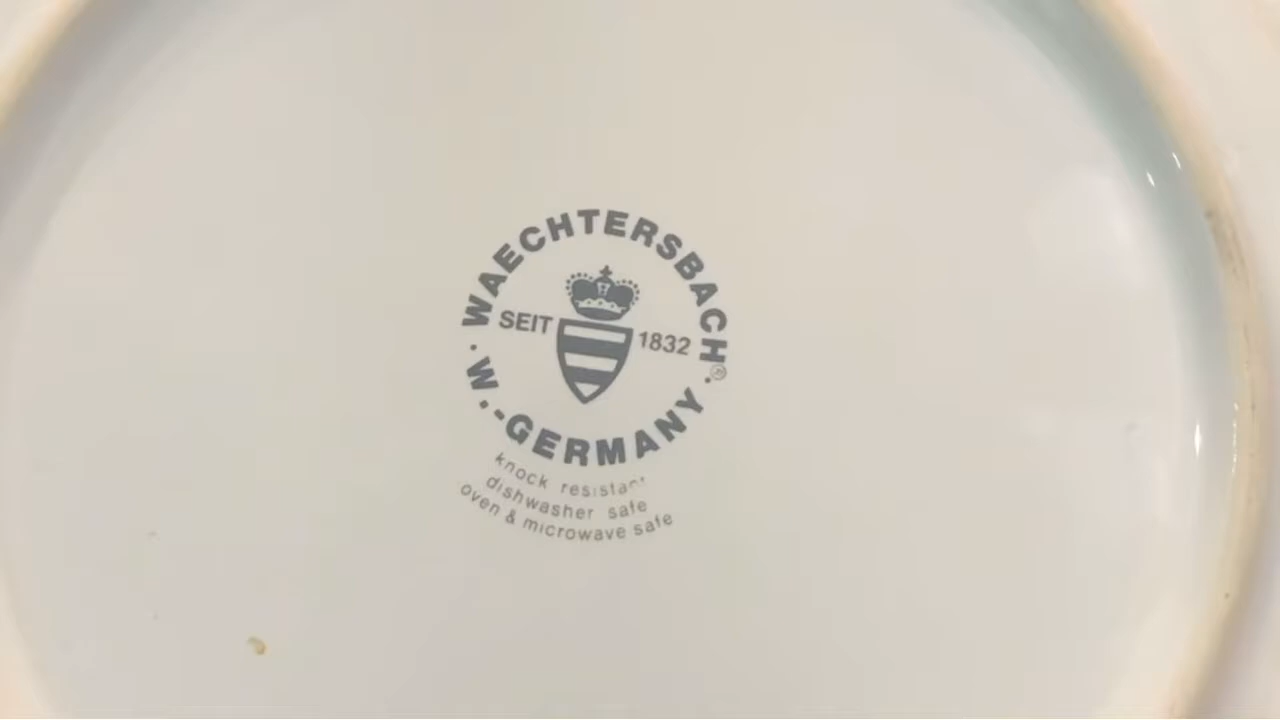 WAECHTERSBACH®
SEIT 1832
· W.-GERMANY ·
knock resistant
dishwasher safe
oven & microwave safe